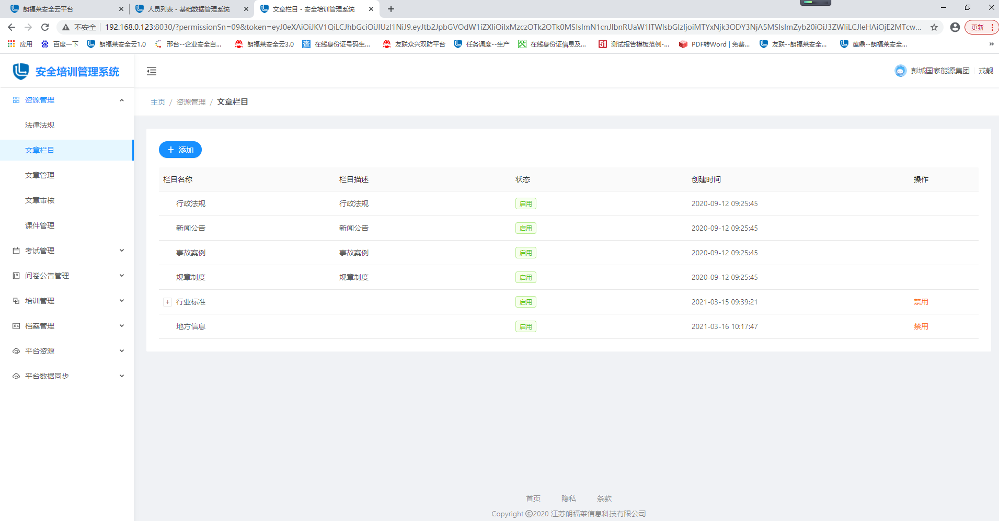 朗福莱安全云平台
人员列表 - 基础数据管理系统
文章栏目 - 安全培训管理系统
不安全
192.168.0.123:8030/?permissionSn=09&token=eyJ0eXAiOiJKV1QiLCJhbGciOiJIUzI1NiJ9.eyJtb2JpbGVOdW1iZXIiOiIxMzczOTk2OTk0MSIsImN1cnJlbnRUaW1lTWlsbGlzIjoiMTYxNjk3ODY3NjA5MSIsImZyb20iOiJ3ZWIiLCJleHAiOjE2MTcw...
更新
应用
百度一下
朗福莱安全云1.0
邢台--企业安全自...
朗福莱安全云3.0
在线身份证号码生...
友联众兴双防平台
任务调度--生产
在线身份证信息及...
测试报告模板范例-...
PDF转Word | 免费...
友联--朗福莱安全...
蕴鼎--朗福莱安全...
安全培训管理系统
彭城国家能源集团
戎靓
资源管理
法律法规
文章栏目
文章管理
文章审核
课件管理
考试管理
问卷公告管理
培训管理
档案管理
平台资源
平台数据同步
主页 / 资源管理 / 文章栏目
+ 添加
栏目名称 栏目描述 状态 创建时间 操作
行政法规 行政法规 启用 2020-09-12 09:25:45
新闻公告 新闻公告 启用 2020-09-12 09:25:45
事故案例 事故案例 启用 2020-09-12 09:25:45
规章制度 规章制度 启用 2020-09-12 09:25:45
+ 行业标准 启用 2021-03-15 09:39:21 禁用
地方信息 启用 2021-03-16 10:17:47 禁用
首页 隐私 条款
Copyright ©2020 江苏朗福莱信息科技有限公司